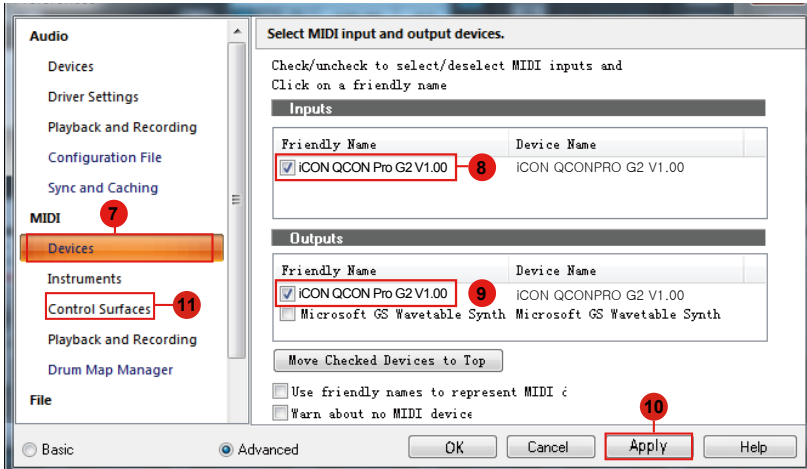 Audio
Devices
Driver Settings
Playback and Recording
Configuration File
Sync and Caching
MIDI
7
Devices
Instruments
Control Surfaces
11
Playback and Recording
Drum Map Manager
File
Select MIDI input and output devices.
Check/uncheck to select/deselect MIDI inputs and
Click on a friendly name
Inputs
Friendly Name Device Name
iCON QCON Pro G2 V1.00 8 iCON QCONPRO G2 V1.00
Outputs
Friendly Name Device Name
iCON QCON Pro G2 V1.00 9 iCON QCONPRO G2 V1.00
Microsoft GS Wavetable Synth Microsoft GS Wavetable Synth
Move Checked Devices to Top
Use friendly names to represent MIDI
Warn about no MIDI device
10
Basic Advanced OK Cancel Apply Help